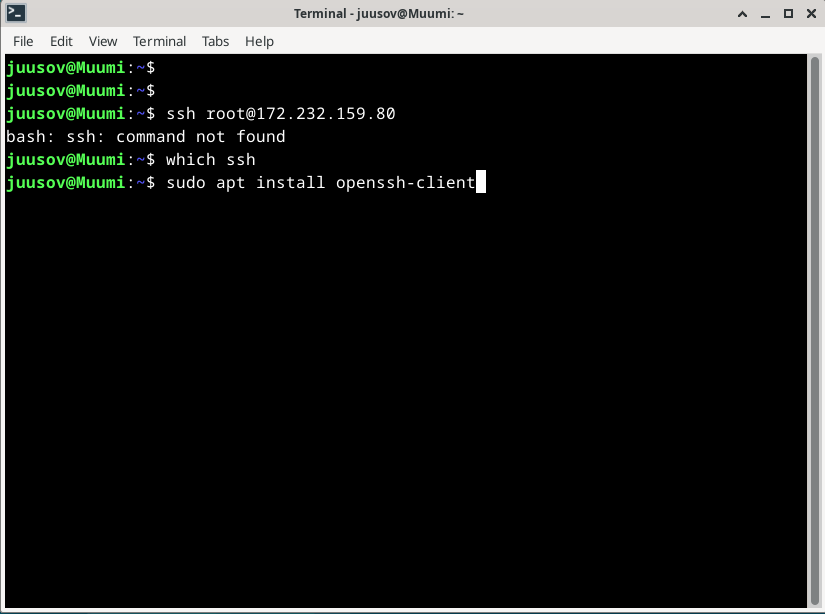 Terminal - juusov@Muumi: ~
File Edit View Terminal Tabs Help
juusov@Muumi:~$
juusov@Muumi:~$
juusov@Muumi:~$ ssh root@172.232.159.80
bash: ssh: command not found
juusov@Muumi:~$ which ssh
juusov@Muumi:~$ sudo apt install openssh-client